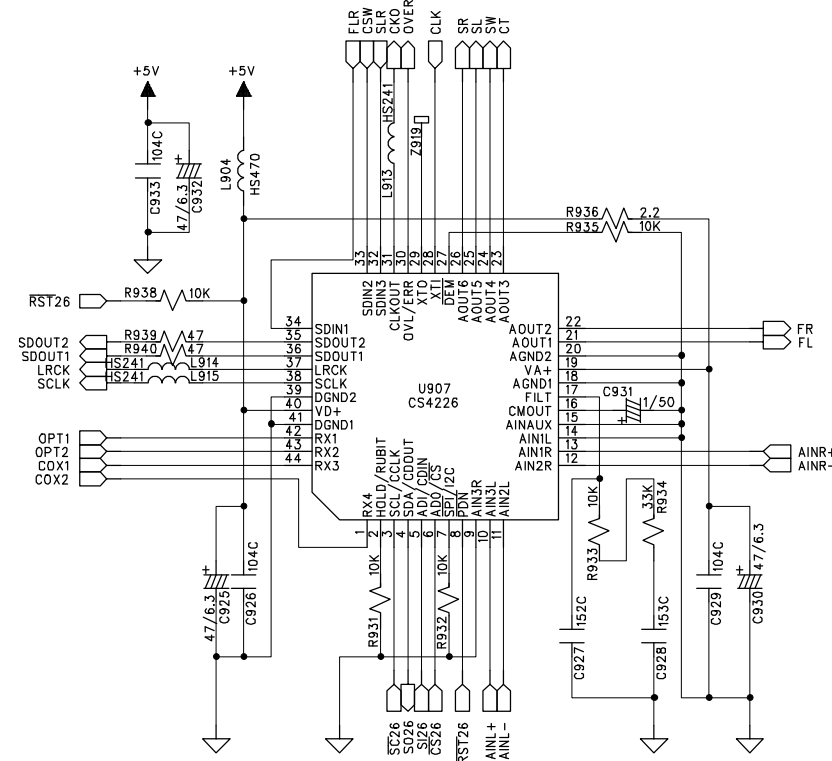 FLR
CSW
SLR
CKO
OVER
CLK
SR
SL
SW
CT
+5V
+5V
104C
C933
47/6.3
C932
L904
HS470
HS241
L913
Z919
R936 2.2
R935 10K
33
32
31
30
29
28
27
26
25
24
23
SDIN2
SDIN3
CLKOUT
OVL/ERR
XTO
XTI
DEM
AOUT6
AOUT5
AOUT4
AOUT3
RST26 R938 10K
34 SDIN1
SDOUT2 R939 47 35 SDOUT2
SDOUT1 R940 47 36 SDOUT1
LRCK HS241 L914 37 LRCK
SCLK HS241 L915 38 SCLK
39 DGND2
40 VD+
41 DGND1
OPT1 42 RX1
OPT2 43 RX2
COX1 44 RX3
COX2
U907
CS4226
AOUT2 22 FR
AOUT1 21 FL
AGND2 20
VA+ 19
AGND1 18
FILT 17
CMOUT 16
AINAUX 15
AIN1L 14
AIN1R 13 AINR+
AIN2R 12 AINR-
C931
+ 1/50
RX4
HOLD/RUBIT
SCL/CCLK
SDA/CDOUT
ADI/CDIN
AD0/CS
SPI/I2C
PDN
AIN3R
AIN3L
AIN2L
1
2
3
4
5
6
7
8
9
10
11
47/6.3
C925
104C
C926
10K
R931
10K
R932
10K
R933
33K
R934
152C
C927
153C
C928
104C
C929
47/6.3
C930
SC26
SO26
SI26
CS26
RST26
AINL+
AINL-